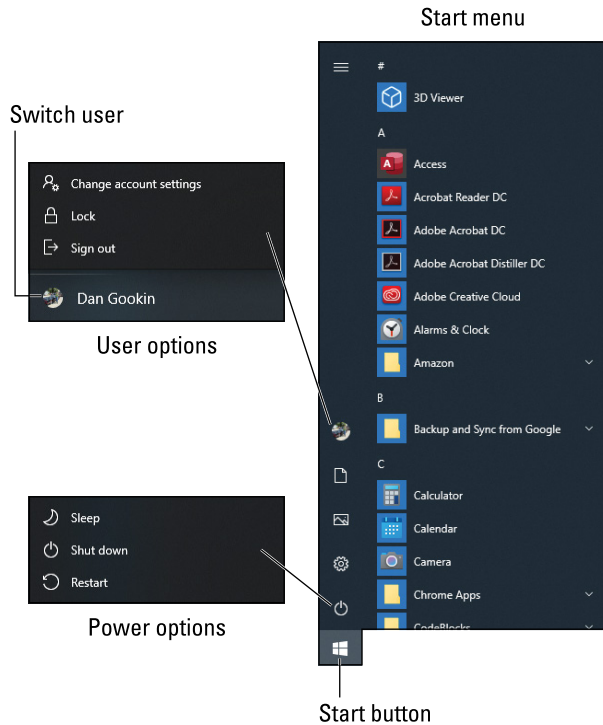 Start menu
#
3D Viewer
A
Access
Acrobat Reader DC
Adobe Acrobat DC
Adobe Acrobat Distiller DC
Adobe Creative Cloud
Alarms & Clock
Amazon
B
Backup and Sync from Google
C
Calculator
Calendar
Camera
Chrome Apps
CodeBlocks
Switch user
Change account settings
Lock
Sign out
Dan Gookin
User options
Sleep
Shut down
Restart
Power options
Start button